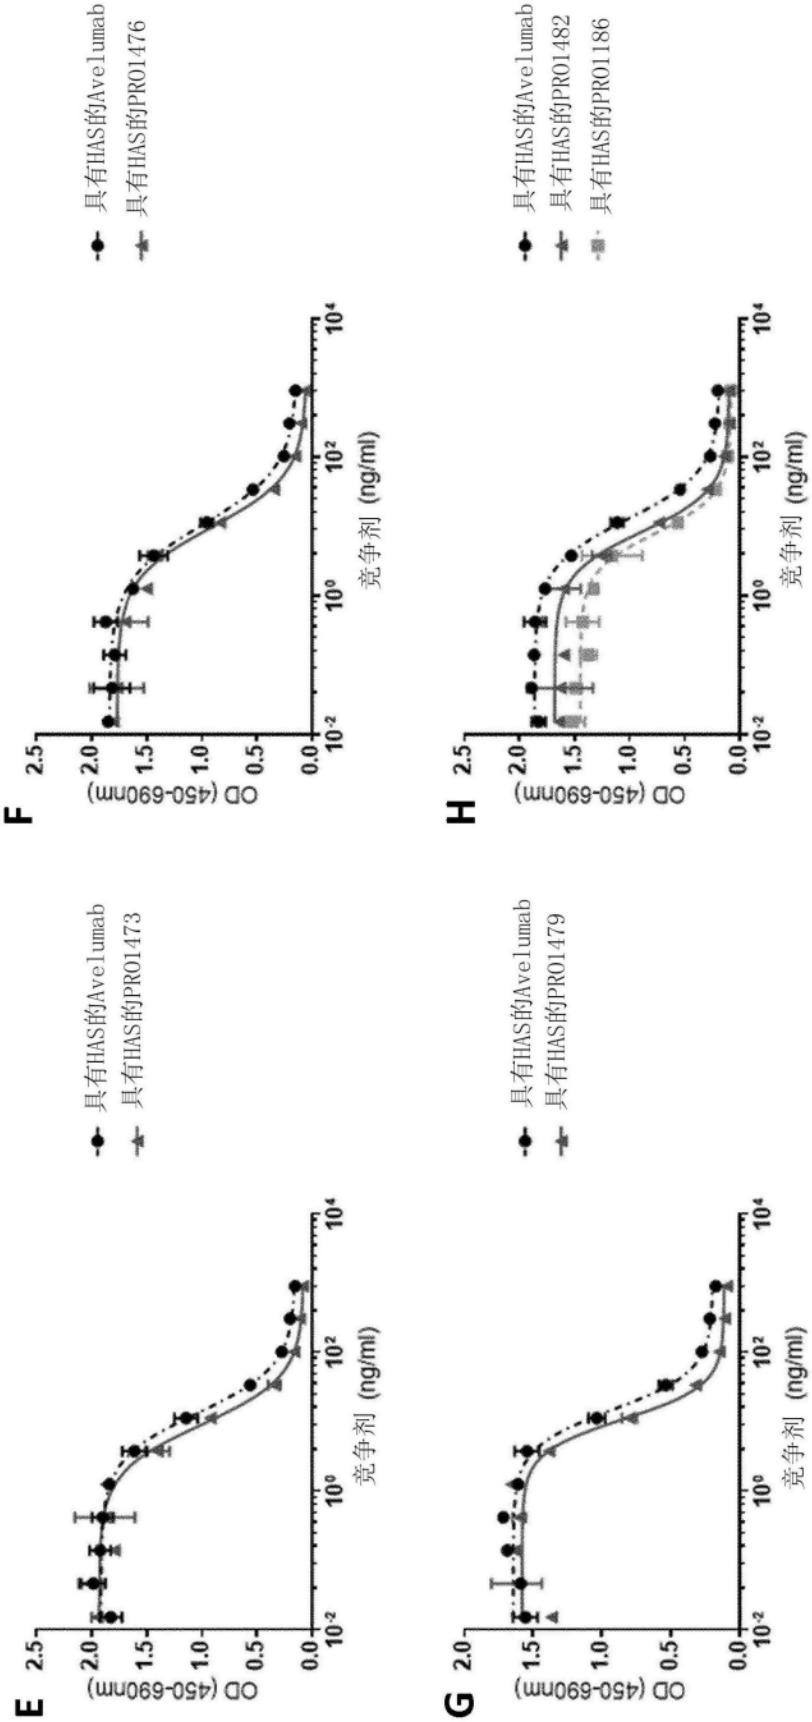 E
OD (450-690nm)
2.5
2.0
1.5
1.0
0.5
0.0
10⁻² 10⁰ 10² 10⁴
竞争剂 (ng/ml)
具有HAS的Avelumab
具有HAS的PRO1473
F
OD (450-690nm)
2.5
2.0
1.5
1.0
0.5
0.0
10⁻² 10⁰ 10² 10⁴
竞争剂 (ng/ml)
具有HAS的Avelumab
具有HAS的PRO1476
G
OD (450-690nm)
2.0
1.5
1.0
0.5
0.0
10⁻² 10⁰ 10² 10⁴
竞争剂 (ng/ml)
具有HAS的Avelumab
具有HAS的PRO1479
H
OD (450-690nm)
2.5
2.0
1.5
1.0
0.5
0.0
10⁻² 10⁰ 10² 10⁴
竞争剂 (ng/ml)
具有HAS的Avelumab
具有HAS的PRO1482
具有HAS的PRO1186